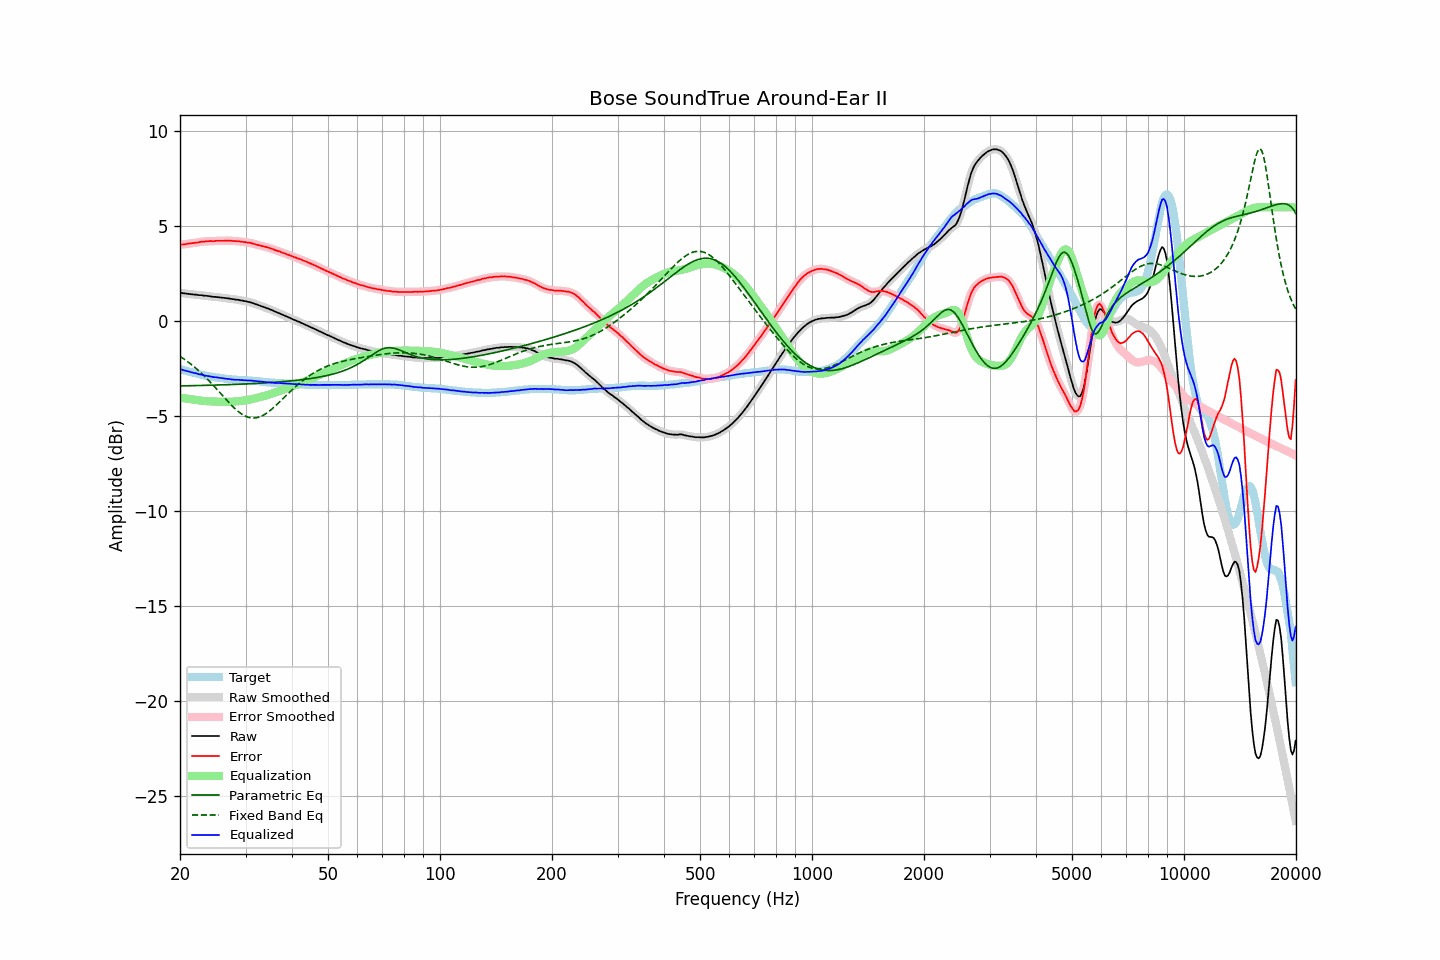 Bose SoundTrue Around-Ear II
10
5
0
−5
−10
−15
−20
−25
Amplitude (dBr)
Target
Raw Smoothed
Error Smoothed
Raw
Error
Equalization
Parametric Eq
Fixed Band Eq
Equalized
20 50 100 200 500 1000 2000 5000 10000 20000
Frequency (Hz)